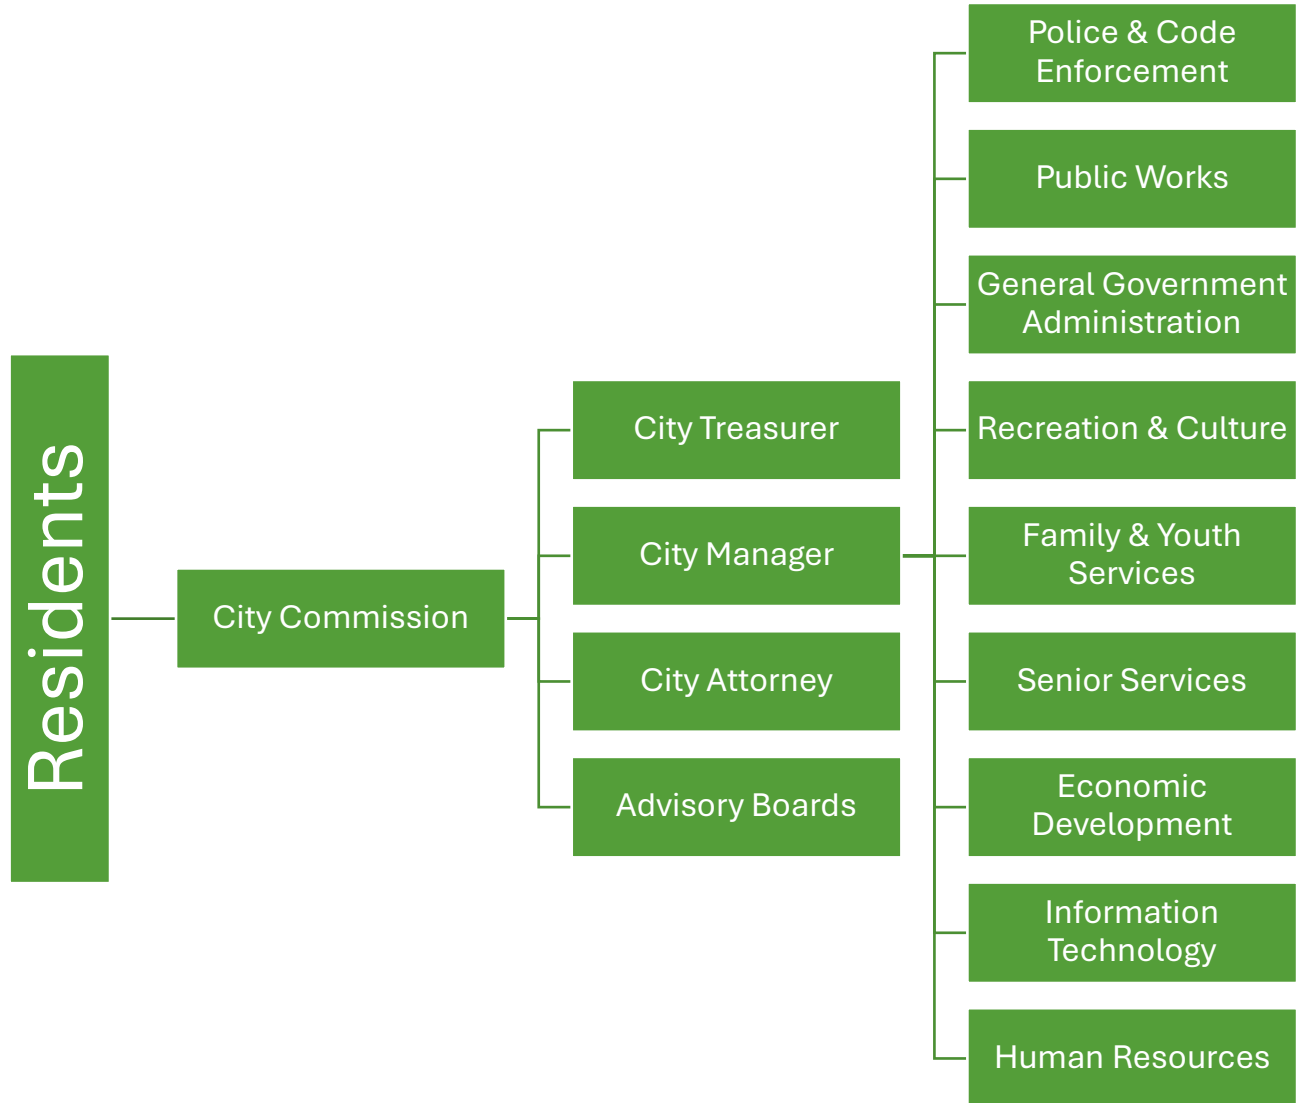 Residents
City Commission
City Treasurer
City Manager
City Attorney
Advisory Boards
Police & Code
Enforcement
Public Works
General Government
Administration
Recreation & Culture
Family & Youth
Services
Senior Services
Economic
Development
Information
Technology
Human Resources